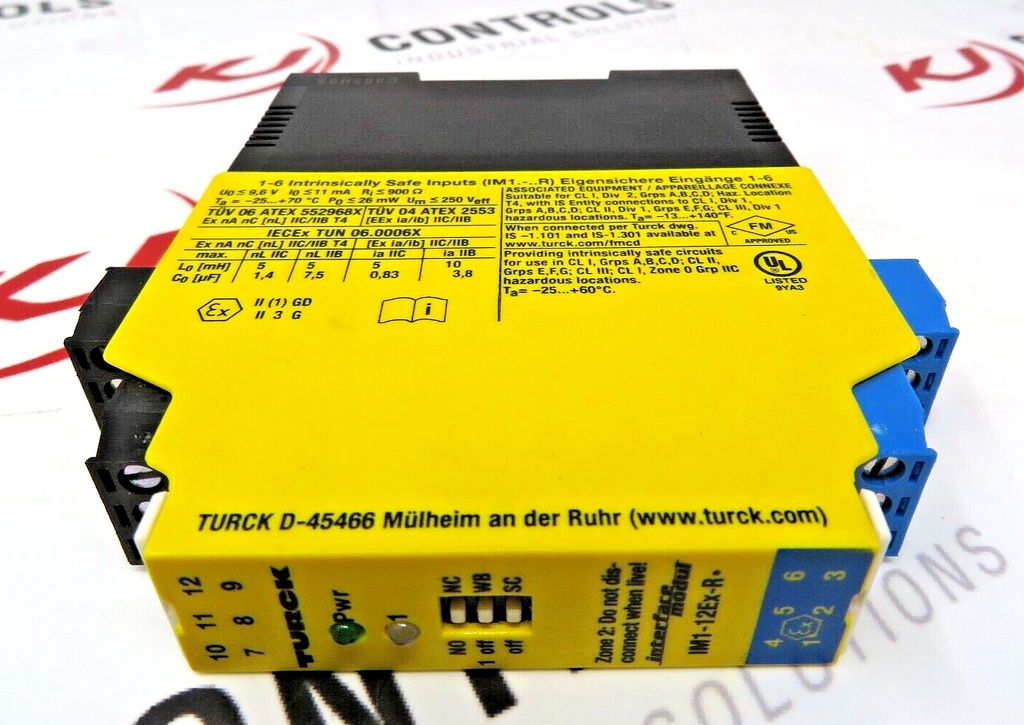 KJ CONTROLS
INDUSTRIAL SOLUTIONS
KJ
1-6 Intrinsically Safe Inputs (IM1.-..R) Eigensichere Eingänge 1-6
U₀ ≤ 9,6 V I₀ ≤ 11 mA Rᵢ ≤ 900 Ω
Tₐ = -25...+70 °C P₀ ≤ 26 mW Uₘ ≤ 250 Vₑff
TÜV 06 ATEX 552968X TÜV 04 ATEX 2553
Ex nA nC [nL] IIC/IIB T4 [EEx ia/ib] IIC/IIB
IECEx TUN 06.0006X
Ex nA nC [nL] IIC/IIB T4 [Ex ia/ib] IIC/IIB
max. nL IIC nL IIB ia IIC ia IIB
L₀ [mH] 5 5 5 10
C₀ [µF] 1,4 7,5 0,83 3,8
Ex II (1) GD
II 3 G
i
ASSOCIATED EQUIPMENT / APPAREILLAGE CONNEXE
Suitable for CL I, Div 2, Grps A,B,C,D; Haz. Location
T4, with IS Entity connections to CL I, Div 1,
Grps A,B,C,D; CL II, Div 1, Grps E,F,G; CL III, Div 1
hazardous locations. Tₐ= -13...+140°F.
When connected per Turck dwg.
IS -1.101 and IS-1.301 available at
www.turck.com/fmcd
C FM US
APPROVED
Providing intrinsically safe circuits
for use in CL I, Grps A,B,C,D; CL II,
Grps E,F,G; CL III; CL I, Zone 0 Grp IIC
hazardous locations.
Tₐ= -25...+60°C.
UL
LISTED
9YA3
TURCK D-45466 Mülheim an der Ruhr (www.turck.com)
10 11 12
7 8 9
TURCK
Pwr
1
NC WB SC
NO 1 off off
Zone 2: Do not dis-
connect when live!
interface
modul
IM1-12Ex-R
4 5 6
Ex
1 2 3
SOLUTIONS